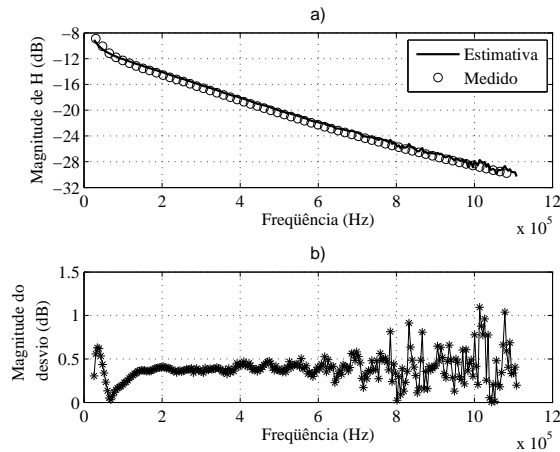 a)
−8
−12
−16
−20
−24
−28
−32
Magnitude de H (dB)
Estimativa
Medido
0 2 4 6 8 10 12
x 10^5
Freqüência (Hz)
b)
1.5
1
0.5
0
Magnitude do
desvio (dB)
0 2 4 6 8 10 12
x 10^5
Freqüência (Hz)